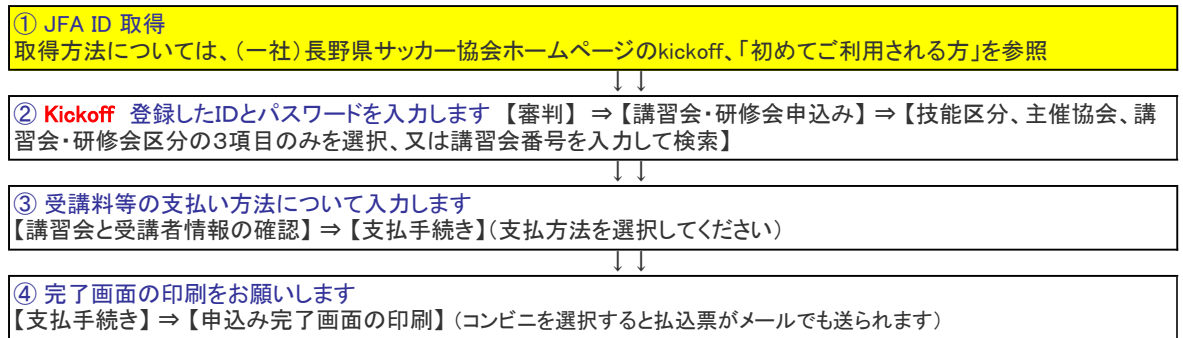 ① JFA ID 取得
取得方法については、（一社）長野県サッカー協会ホームページのkickoff、「初めてご利用される方」を参照
↓ ↓
② Kickoff 登録したIDとパスワードを入力します 【審判】 ⇒ 【講習会・研修会申込み】 ⇒ 【技能区分、主催協会、講
習会・研修会区分の３項目のみを選択、又は講習会番号を入力して検索】
↓ ↓
③ 受講料等の支払い方法について入力します
【講習会と受講者情報の確認】 ⇒ 【支払手続き】（支払方法を選択してください）
↓ ↓
④ 完了画面の印刷をお願いします
【支払手続き】 ⇒ 【申込み完了画面の印刷】 （コンビニを選択すると払込票がメールでも送られます）